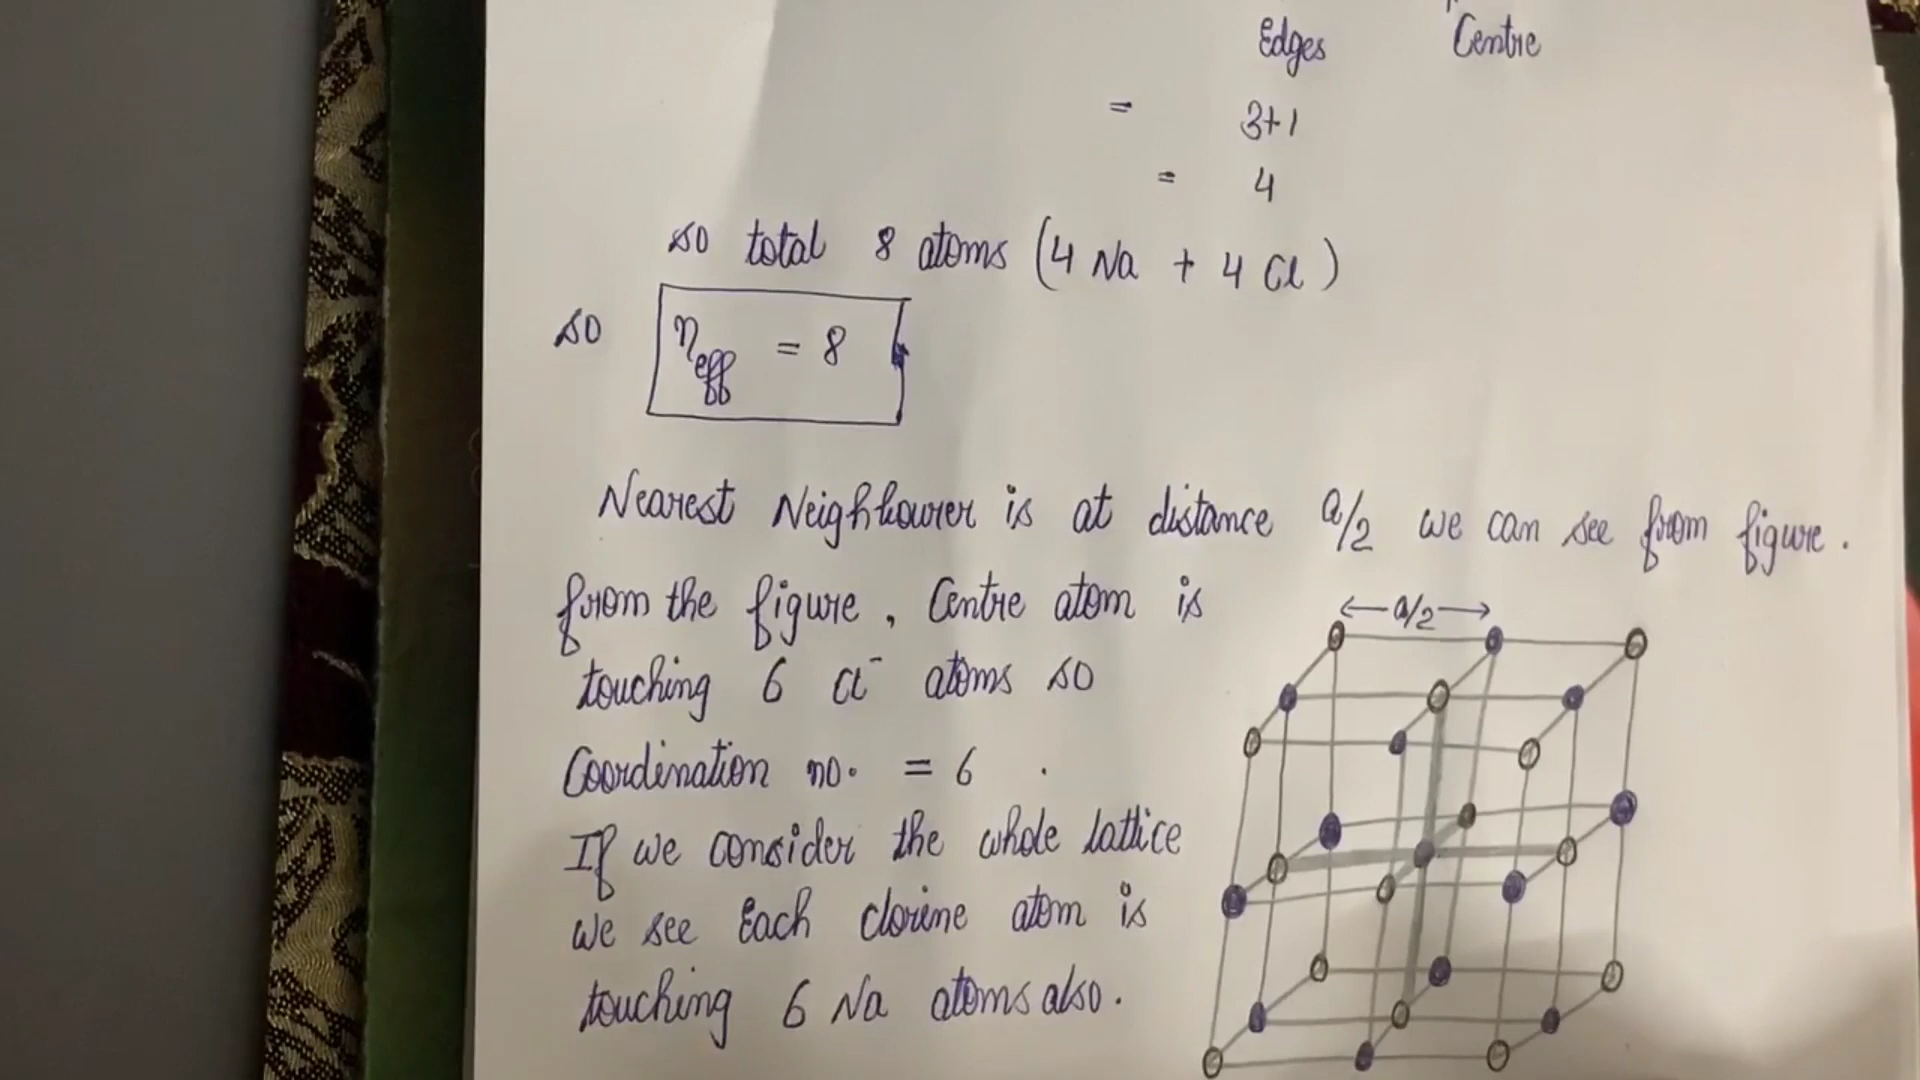 Edges Centre
= 3+1
= 4
so total 8 atoms (4 Na + 4 Cl)
so ηeff = 8
Nearest Neighbourer is at distance a/2 we can see from figure.
from the figure, Centre atom is
touching 6 Cl⁻ atoms so
Coordination no. = 6 .
If we consider the whole lattice
we see Each clorine atom is
touching 6 Na atoms also.
a/2